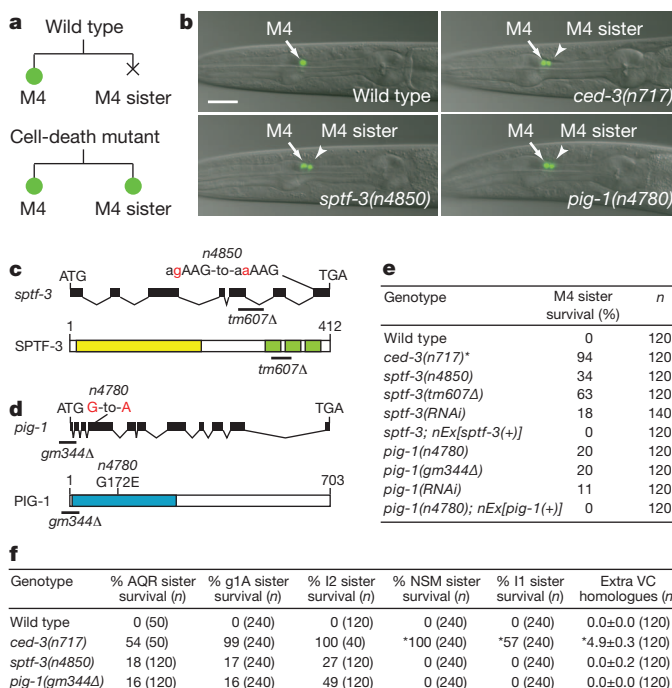 a
Wild type
M4
M4 sister
Cell-death mutant
M4
M4 sister
b
M4
Wild type
M4 M4 sister
ced-3(n717)
M4 M4 sister
sptf-3(n4850)
M4 M4 sister
pig-1(n4780)
c
n4850
agAAG-to-aaAAG
ATG
TGA
sptf-3
tm607Δ
1
412
SPTF-3
tm607Δ
d
n4780
ATG G-to-A
TGA
pig-1
gm344Δ
n4780
1 G172E
703
PIG-1
gm344Δ
e
Genotype M4 sister survival (%) n
Wild type 0 120
ced-3(n717)* 94 120
sptf-3(n4850) 34 120
sptf-3(tm607Δ) 63 120
sptf-3(RNAi) 18 140
sptf-3; nEx[sptf-3(+)] 0 120
pig-1(n4780) 20 120
pig-1(gm344Δ) 20 120
pig-1(RNAi) 11 120
pig-1(n4780); nEx[pig-1(+)] 0 120
f
Genotype % AQR sister survival (n) % g1A sister survival (n) % I2 sister survival (n) % NSM sister survival (n) % I1 sister survival (n) Extra VC homologues (n
Wild type 0 (50) 0 (240) 0 (120) 0 (240) 0 (240) 0.0±0.0 (120)
ced-3(n717) 54 (50) 99 (240) 100 (40) *100 (240) *57 (240) *4.9±0.3 (120)
sptf-3(n4850) 18 (120) 17 (240) 27 (120) 0 (240) 0 (240) 0.0±0.2 (120)
pig-1(gm344Δ) 16 (120) 16 (240) 49 (120) 0 (240) 0 (240) 0.0±0.0 (120)